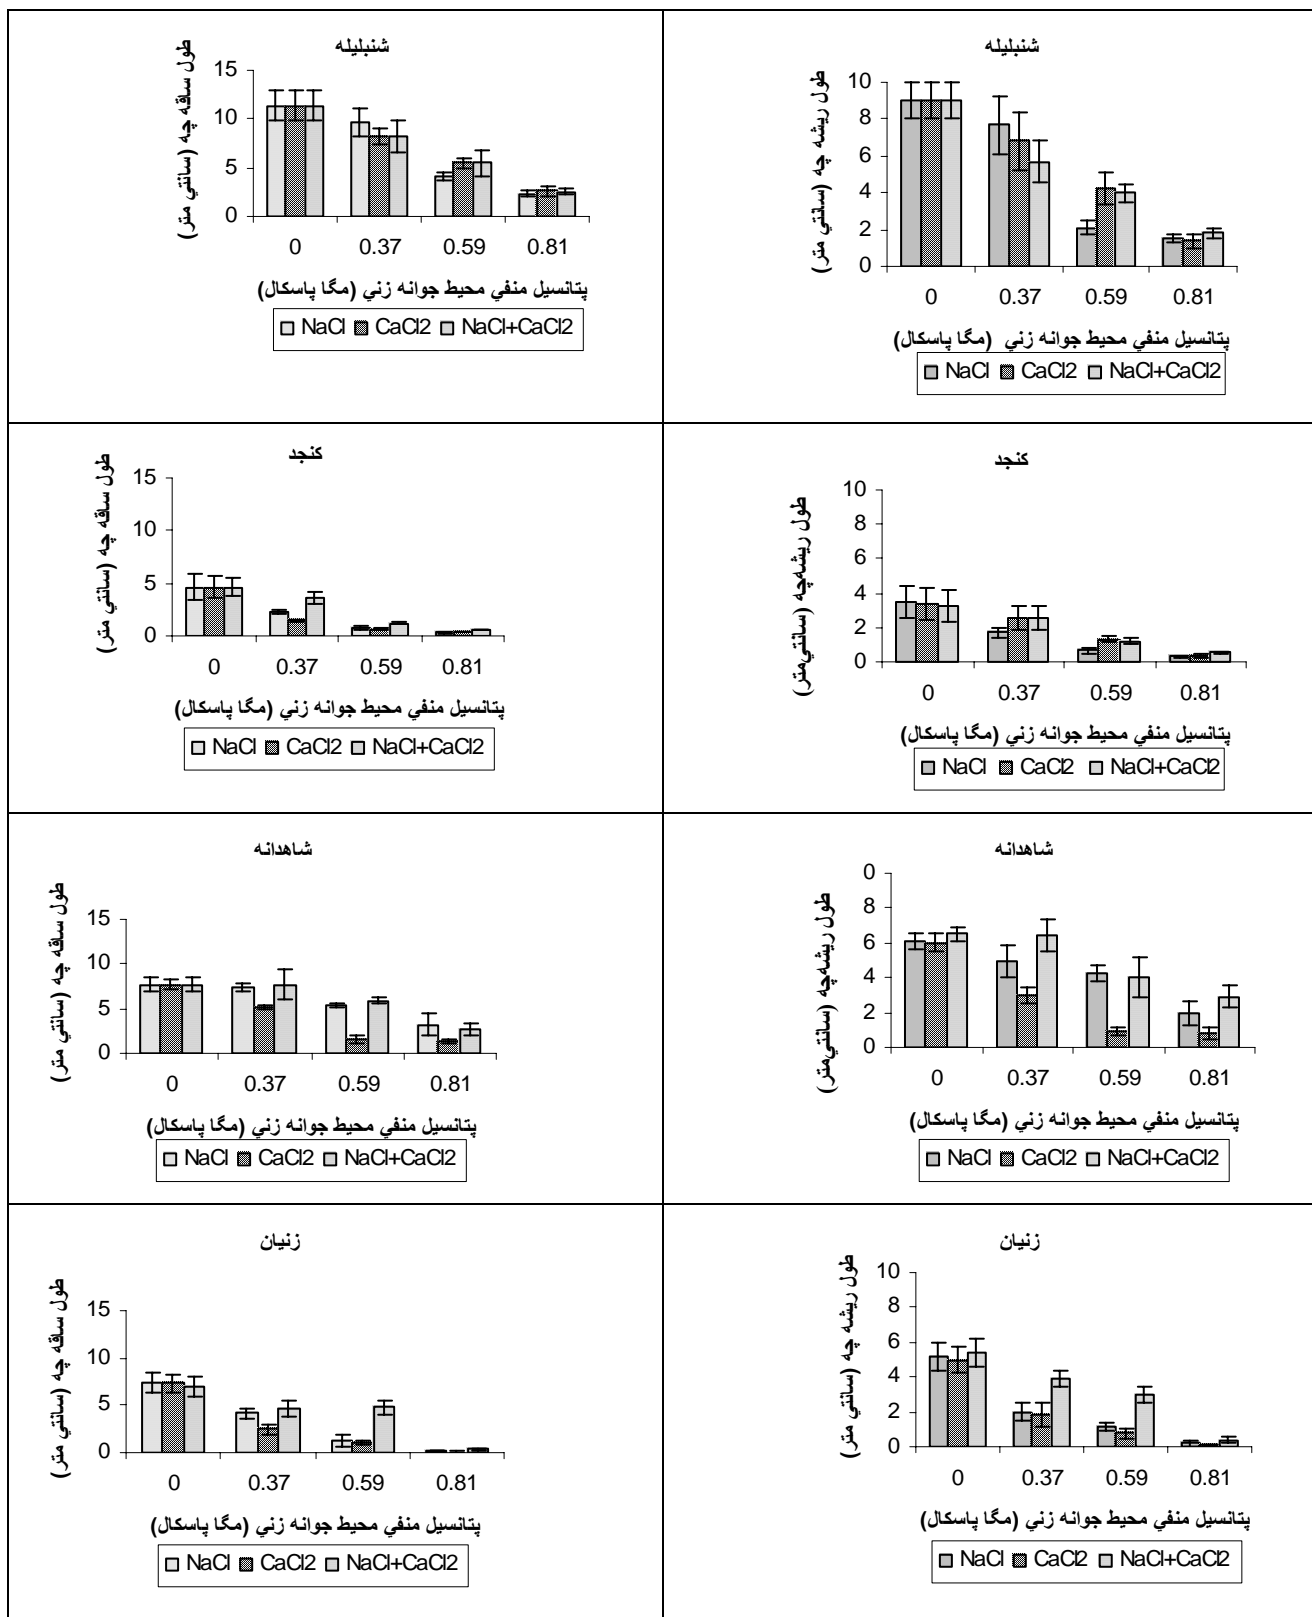 شنبليله
طول ساقه چه (سانتي متر)
15
10
5
0
0 0.37 0.59 0.81
پتانسيل منفي محيط جوانه زني (مگا پاسكال)
NaCl CaCl2 NaCl+CaCl2
شنبليله
طول ريشه چه (سانتي متر)
10
8
6
4
2
0
0 0.37 0.59 0.81
پتانسيل منفي محيط جوانه زني (مگا پاسكال)
NaCl CaCl2 NaCl+CaCl2
كنجد
طول ساقه چه (سانتي متر)
15
10
5
0
0 0.37 0.59 0.81
پتانسيل منفي محيط جوانه زني (مگا پاسكال)
NaCl CaCl2 NaCl+CaCl2
كنجد
طول ريشه‌چه (سانتي‌متر)
10
8
6
4
2
0
0 0.37 0.59 0.81
پتانسيل منفي محيط جوانه زني (مگا پاسكال)
NaCl CaCl2 NaCl+CaCl2
شاهدانه
طول ساقه چه (سانتي متر)
15
10
5
0
0 0.37 0.59 0.81
پتانسيل منفي محيط جوانه زني (مگا پاسكال)
NaCl CaCl2 NaCl+CaCl2
شاهدانه
طول ريشه‌چه (سانتي‌متر)
0
8
6
4
2
0
0 0.37 0.59 0.81
پتانسيل منفي محيط جوانه زني (مگا پاسكال)
NaCl CaCl2 NaCl+CaCl2
زنيان
طول ساقه چه (سانتي متر)
15
10
5
0
0 0.37 0.59 0.81
پتانسيل منفي محيط جوانه زني (مگا پاسكال)
NaCl CaCl2 NaCl+CaCl2
زنيان
طول ريشه چه (سانتي متر)
10
8
6
4
2
0
0 0.37 0.59 0.81
پتانسيل منفي محيط جوانه زني (مگا پاسكال)
NaCl CaCl2 NaCl+CaCl2